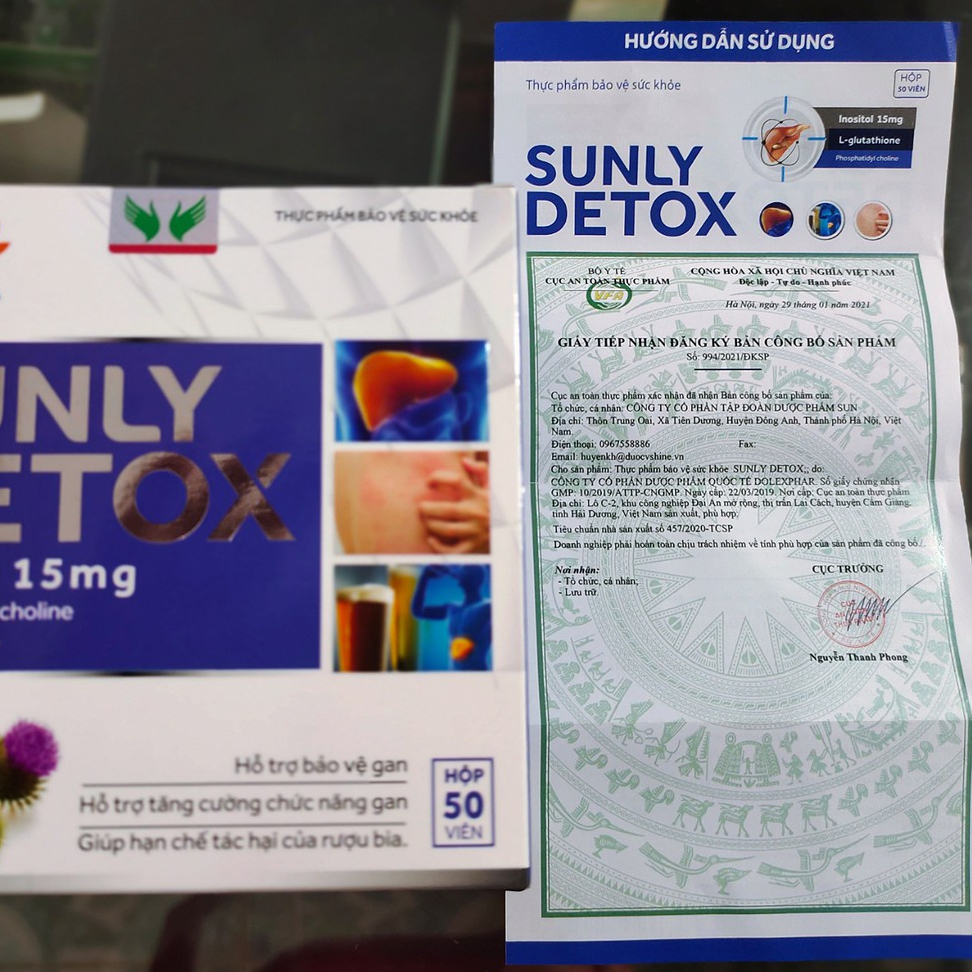 THỰC PHẨM BẢO VỆ SỨC KHỎE
UNLY
ETOX
15mg
choline
Hỗ trợ bảo vệ gan
Hỗ trợ tăng cường chức năng gan
Giúp hạn chế tác hại của rượu bia.
HỘP
50
VIÊN
HƯỚNG DẪN SỬ DỤNG
Thực phẩm bảo vệ sức khỏe
HỘP
50 VIÊN
Inositol 15mg
L-glutathione
Phosphatidyl choline
SUNLY
DETOX
BỘ Y TẾ
CỤC AN TOÀN THỰC PHẨM
VFA
CỘNG HÒA XÃ HỘI CHỦ NGHĨA VIỆT NAM
Độc lập - Tự do - Hạnh phúc
Hà Nội, ngày 29 tháng 01 năm 2021
GIẤY TIẾP NHẬN ĐĂNG KÝ BẢN CÔNG BỐ SẢN PHẨM
Số: 994/2021/ĐKSP
Cục an toàn thực phẩm xác nhận đã nhận Bản công bố sản phẩm của:
Tổ chức, cá nhân: CÔNG TY CỔ PHẦN TẬP ĐOÀN DƯỢC PHẨM SUN
Địa chỉ: Thôn Trung Oai, Xã Tiên Dương, Huyện Đông Anh, Thành phố Hà Nội, Việt
Nam.
Điện thoại: 0967558886 Fax:
Email: huyenkh@duocvshine.vn
Cho sản phẩm: Thực phẩm bảo vệ sức khỏe SUNLY DETOX;; do:
CÔNG TY CỔ PHẦN DƯỢC PHẨM QUỐC TẾ DOLEXPHAR. Số giấy chứng nhận
GMP: 10/2019/ATTP-CNGMP. Ngày cấp: 22/03/2019. Nơi cấp: Cục an toàn thực phẩm
Địa chỉ: Lô C-2, khu công nghiệp Đại An mở rộng, thị trấn Lai Cách, huyện Cẩm Giàng,
tỉnh Hải Dương, Việt Nam sản xuất, phù hợp;
Tiêu chuẩn nhà sản xuất số 457/2020-TCSP
Doanh nghiệp phải hoàn toàn chịu trách nhiệm về tính phù hợp của sản phẩm đã công bố./.
Nơi nhận:
- Tổ chức, cá nhân;
- Lưu trữ.
CỤC TRƯỞNG
Nguyễn Thanh Phong